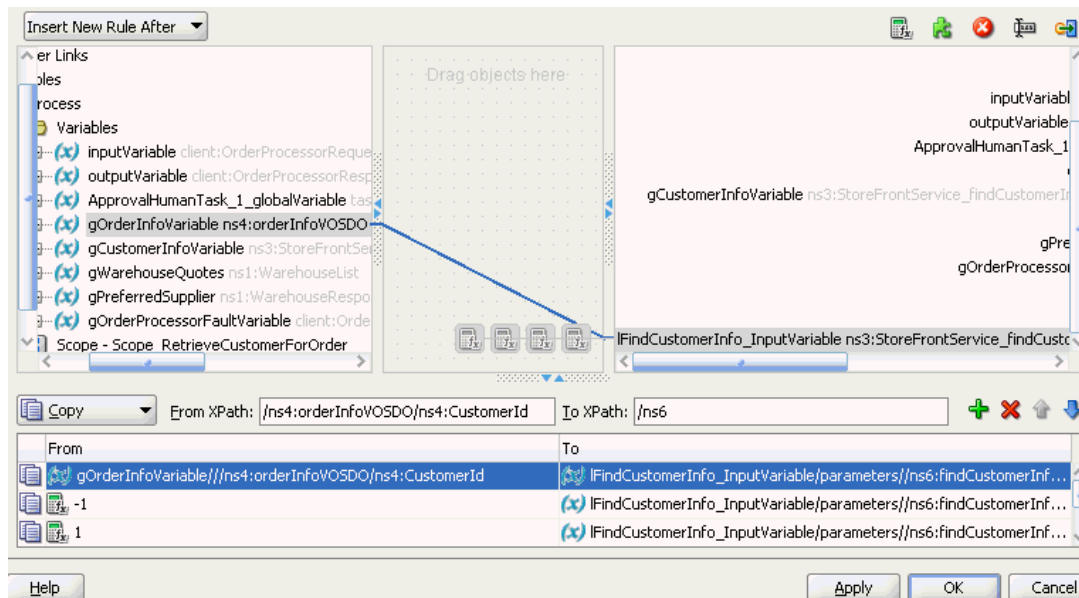 Insert New Rule After
er Links
bles
rocess
Variables
inputVariable client:OrderProcessorReque
outputVariable client:OrderProcessorResp
ApprovalHumanTask_1_globalVariable tas
gOrderInfoVariable ns4:orderInfoVOSDO
gCustomerInfoVariable ns3:StoreFrontSer
gWarehouseQuotes ns1:WarehouseList
gPreferredSupplier ns1:WarehouseRespo
gOrderProcessorFaultVariable client:Orde
Scope - Scope_RetrieveCustomerForOrder
Drag objects here
inputVariabl
outputVariable
ApprovalHumanTask_1
gCustomerInfoVariable ns3:StoreFrontService_findCustomerIn
gPre
gOrderProcessor
lFindCustomerInfo_InputVariable ns3:StoreFrontService_findCusto
Copy From XPath: /ns4:orderInfoVOSDO/ns4:CustomerId To XPath: /ns6
From To
gOrderInfoVariable///ns4:orderInfoVOSDO/ns4:CustomerId lFindCustomerInfo_InputVariable/parameters//ns6:findCustomerInf...
-1 lFindCustomerInfo_InputVariable/parameters//ns6:findCustomerInf...
1 lFindCustomerInfo_InputVariable/parameters//ns6:findCustomerInf...
Help Apply OK Cancel